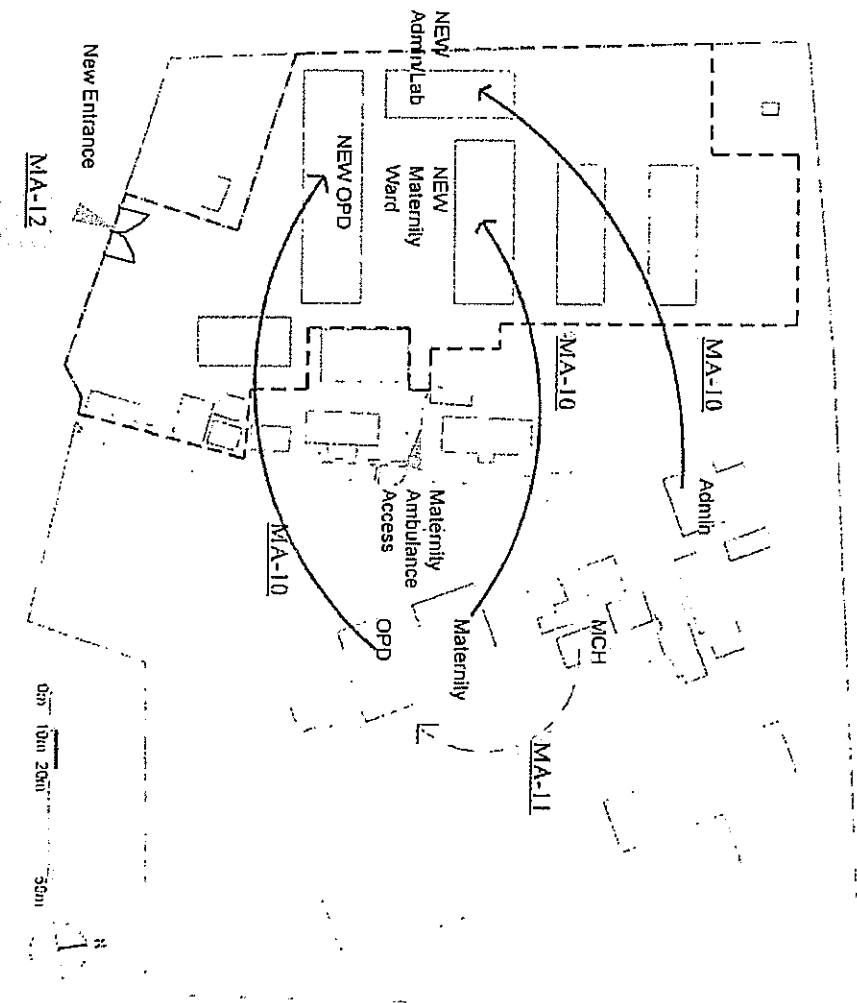 MA-10
Admin
MCH
MA-10
MA-11
NEW
Admin/Lab
NEW
Maternity
Ward
Maternity
Ambulance
Access
Maternity
OPD
NEW OPD
MA-10
New Entrance
MA-12
N
0m 10m 20m 50m